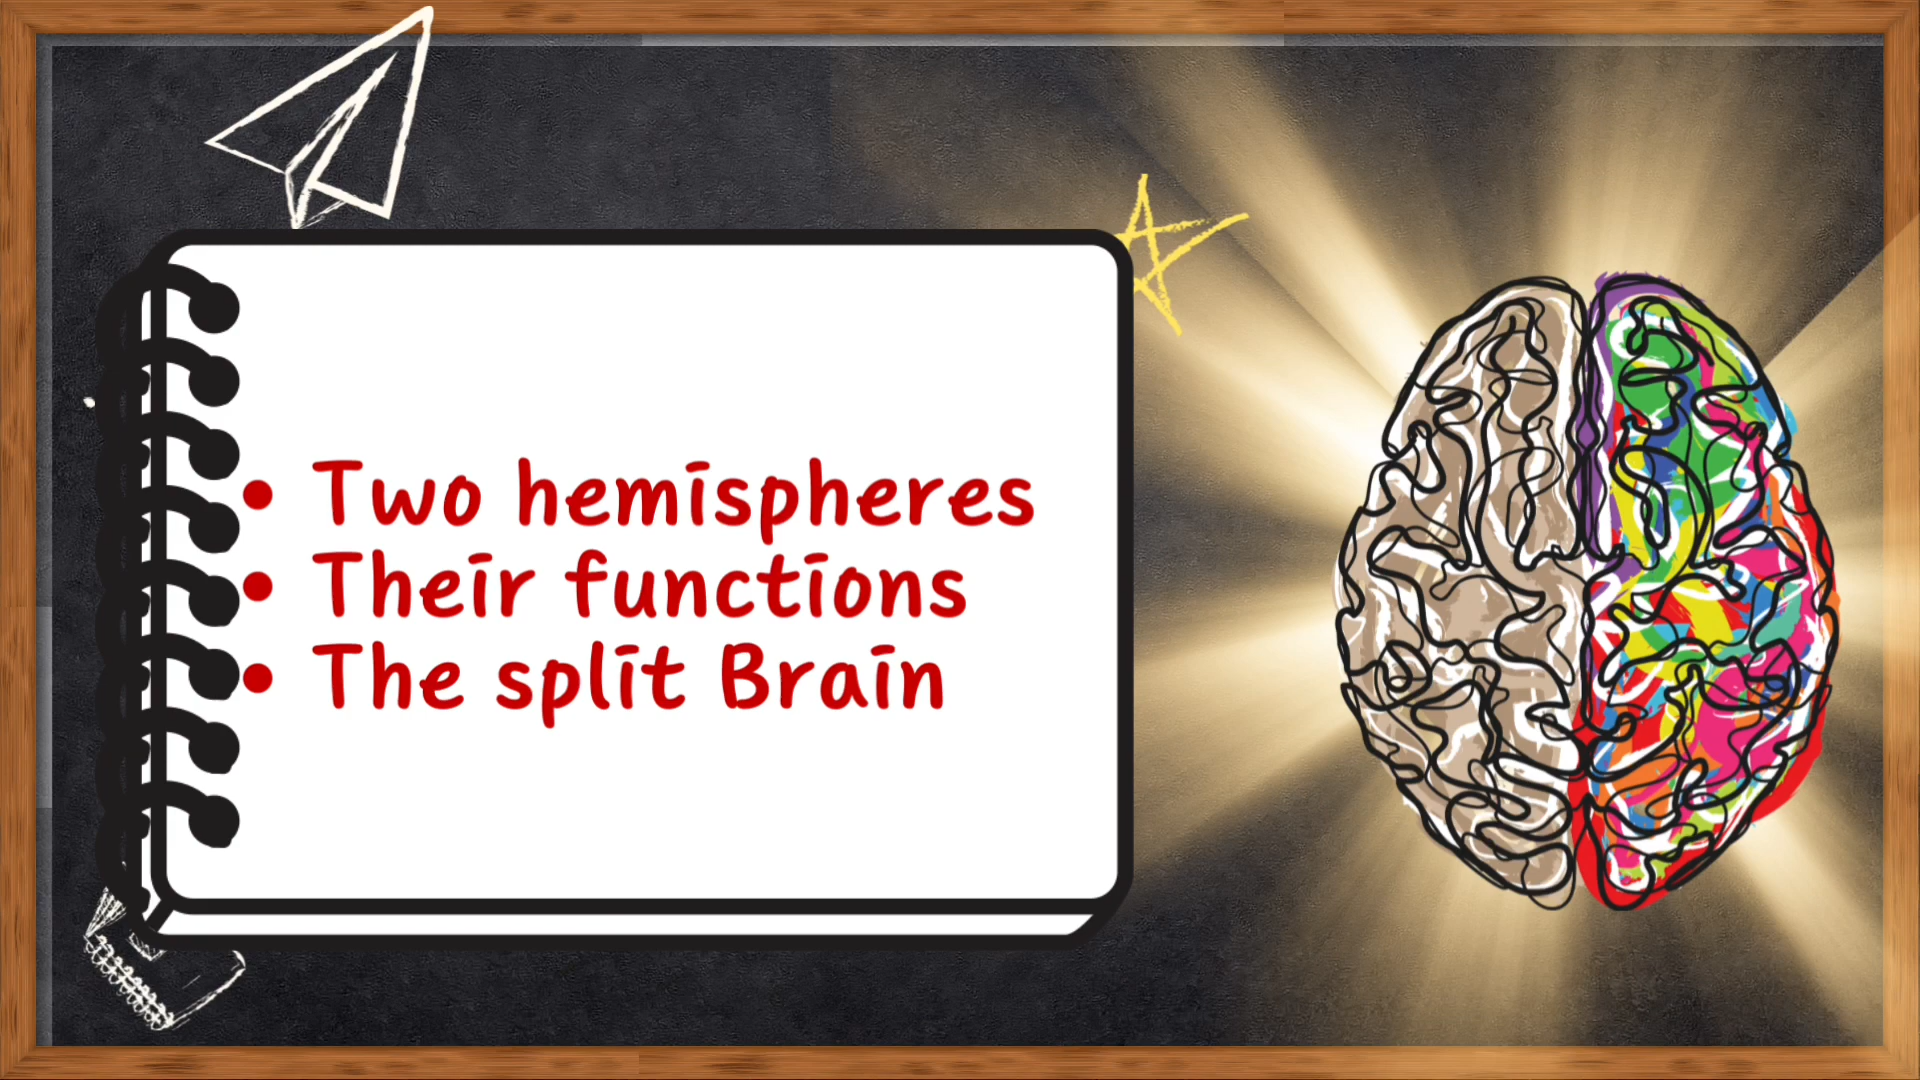 • Two hemispheres
• Their functions
• The split Brain